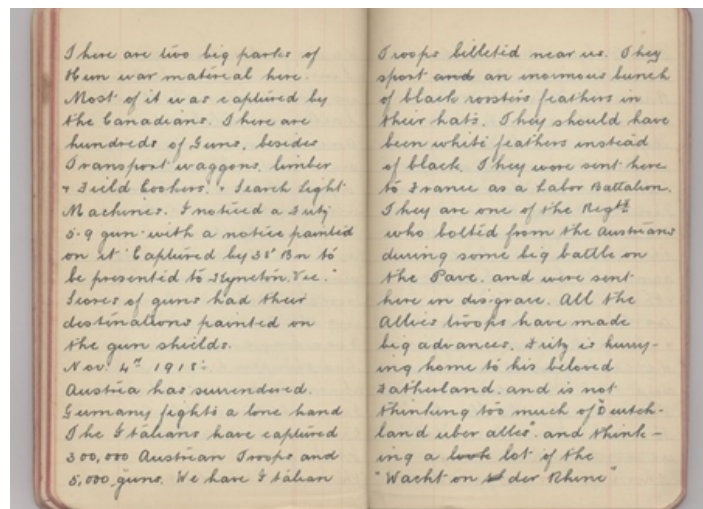 There are two big parks of
Hun war material here.
Most of it was captured by
the Canadians. There are
hundreds of Guns, besides
Transport waggons, limber
& Field Cookers, & Search Light
Machines. I noticed a Fritz
5.9 gun with a notice painted
on it "Captured by 38th Bn to
be presented to Vic."
Scores of guns had their
destinations painted on
the gun shields.
Nov. 4th 1918:
Austria has surrendered.
Germany fights a lone hand
The Italians have captured
300,000 Austrian Troops and
5,000 guns. We have Italian
Troops billetid near us. They
sport and an enormous bunch
of black roosters feathers in
their hats. They should have
been white feathers instead
of black. They were sent here
to France as a Labor Battalion.
They are one of the Regts
who bolted from the Austrians
during some big battle on
the Pave, and were sent
here in disgrace. All the
Allies troops have made
big advances. Fritz is hurry-
ing home to his beloved
Fatherland, and is not
thinking too much of "Deutch-
land uber alles", and think-
ing a lot of the
"Wacht on der Rhine"